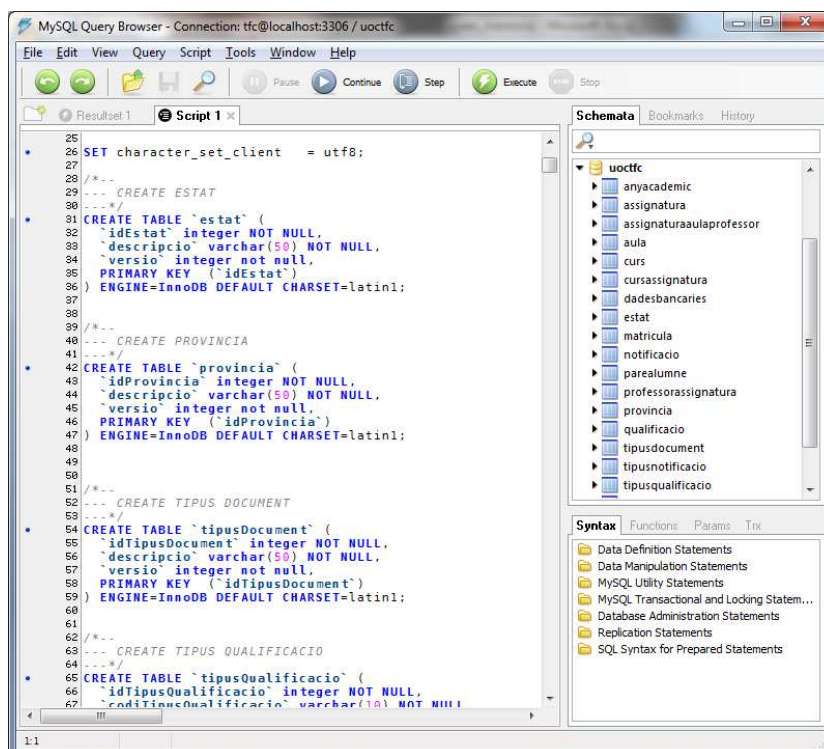 MySQL Query Browser - Connection: tfc@localhost:3306 / uoctfc
File Edit View Query Script Tools Window Help
Pause Continue Step Execute Stop
Resultset 1 Script 1
25
26 SET character_set_client = utf8;
27
28 /*--
29 --- CREATE ESTAT
30 ---*/
31 CREATE TABLE `estat` (
32 `idEstat` integer NOT NULL,
33 `descripcio` varchar(50) NOT NULL,
34 `versio` integer not null,
35 PRIMARY KEY (`idEstat`)
36 ) ENGINE=InnoDB DEFAULT CHARSET=latin1;
37
38
39 /*--
40 --- CREATE PROVINCIA
41 ---*/
42 CREATE TABLE `provincia` (
43 `idProvincia` integer NOT NULL,
44 `descripcio` varchar(50) NOT NULL,
45 `versio` integer not null,
46 PRIMARY KEY (`idProvincia`)
47 ) ENGINE=InnoDB DEFAULT CHARSET=latin1;
48
49
50
51 /*--
52 --- CREATE TIPUS DOCUMENT
53 ---*/
54 CREATE TABLE `tipusDocument` (
55 `idTipusDocument` integer NOT NULL,
56 `descripcio` varchar(50) NOT NULL,
57 `versio` integer not null,
58 PRIMARY KEY (`idTipusDocument`)
59 ) ENGINE=InnoDB DEFAULT CHARSET=latin1;
60
61
62 /*--
63 --- CREATE TIPUS QUALIFICACIO
64 ---*/
65 CREATE TABLE `tipusQualificacio` (
66 `idTipusQualificacio` integer NOT NULL,
67 `codiTipusQualificacio` varchar(10) NOT NULL
1:1
Schemata Bookmarks History
uoctfc
anyacademic
assignatura
assignaturaaulaprofessor
aula
curs
cursassignatura
dadesbancaries
estat
matricula
notificacio
parealumne
professorassignatura
provincia
qualificacio
tipusdocument
tipusnotificacio
tipusqualificacio
Syntax Functions Params Trx
Data Definition Statements
Data Manipulation Statements
MySQL Utility Statements
MySQL Transactional and Locking Statem...
Database Administration Statements
Replication Statements
SQL Syntax for Prepared Statements